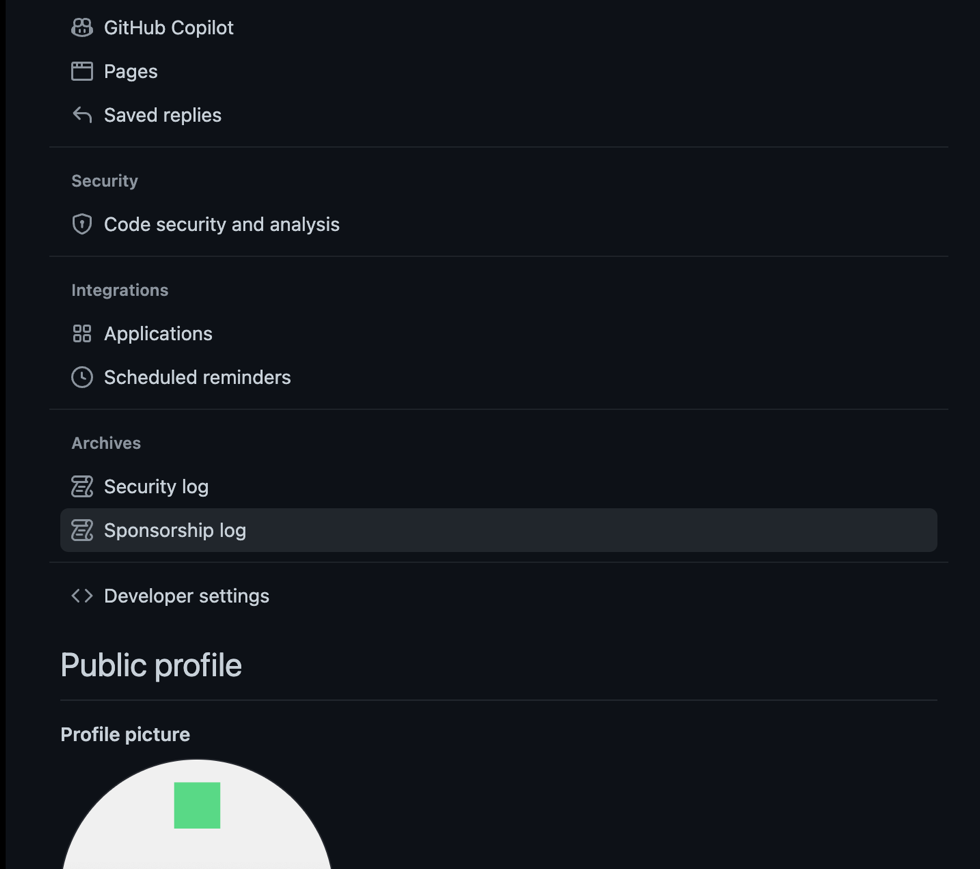 GitHub Copilot
Pages
Saved replies
Security
Code security and analysis
Integrations
Applications
Scheduled reminders
Archives
Security log
Sponsorship log
Developer settings
Public profile
Profile picture